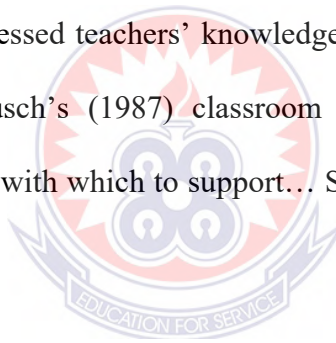 essed teachers’ knowledge
usch’s (1987) classroom
with which to support… S
EDUCATION FOR SERVICE